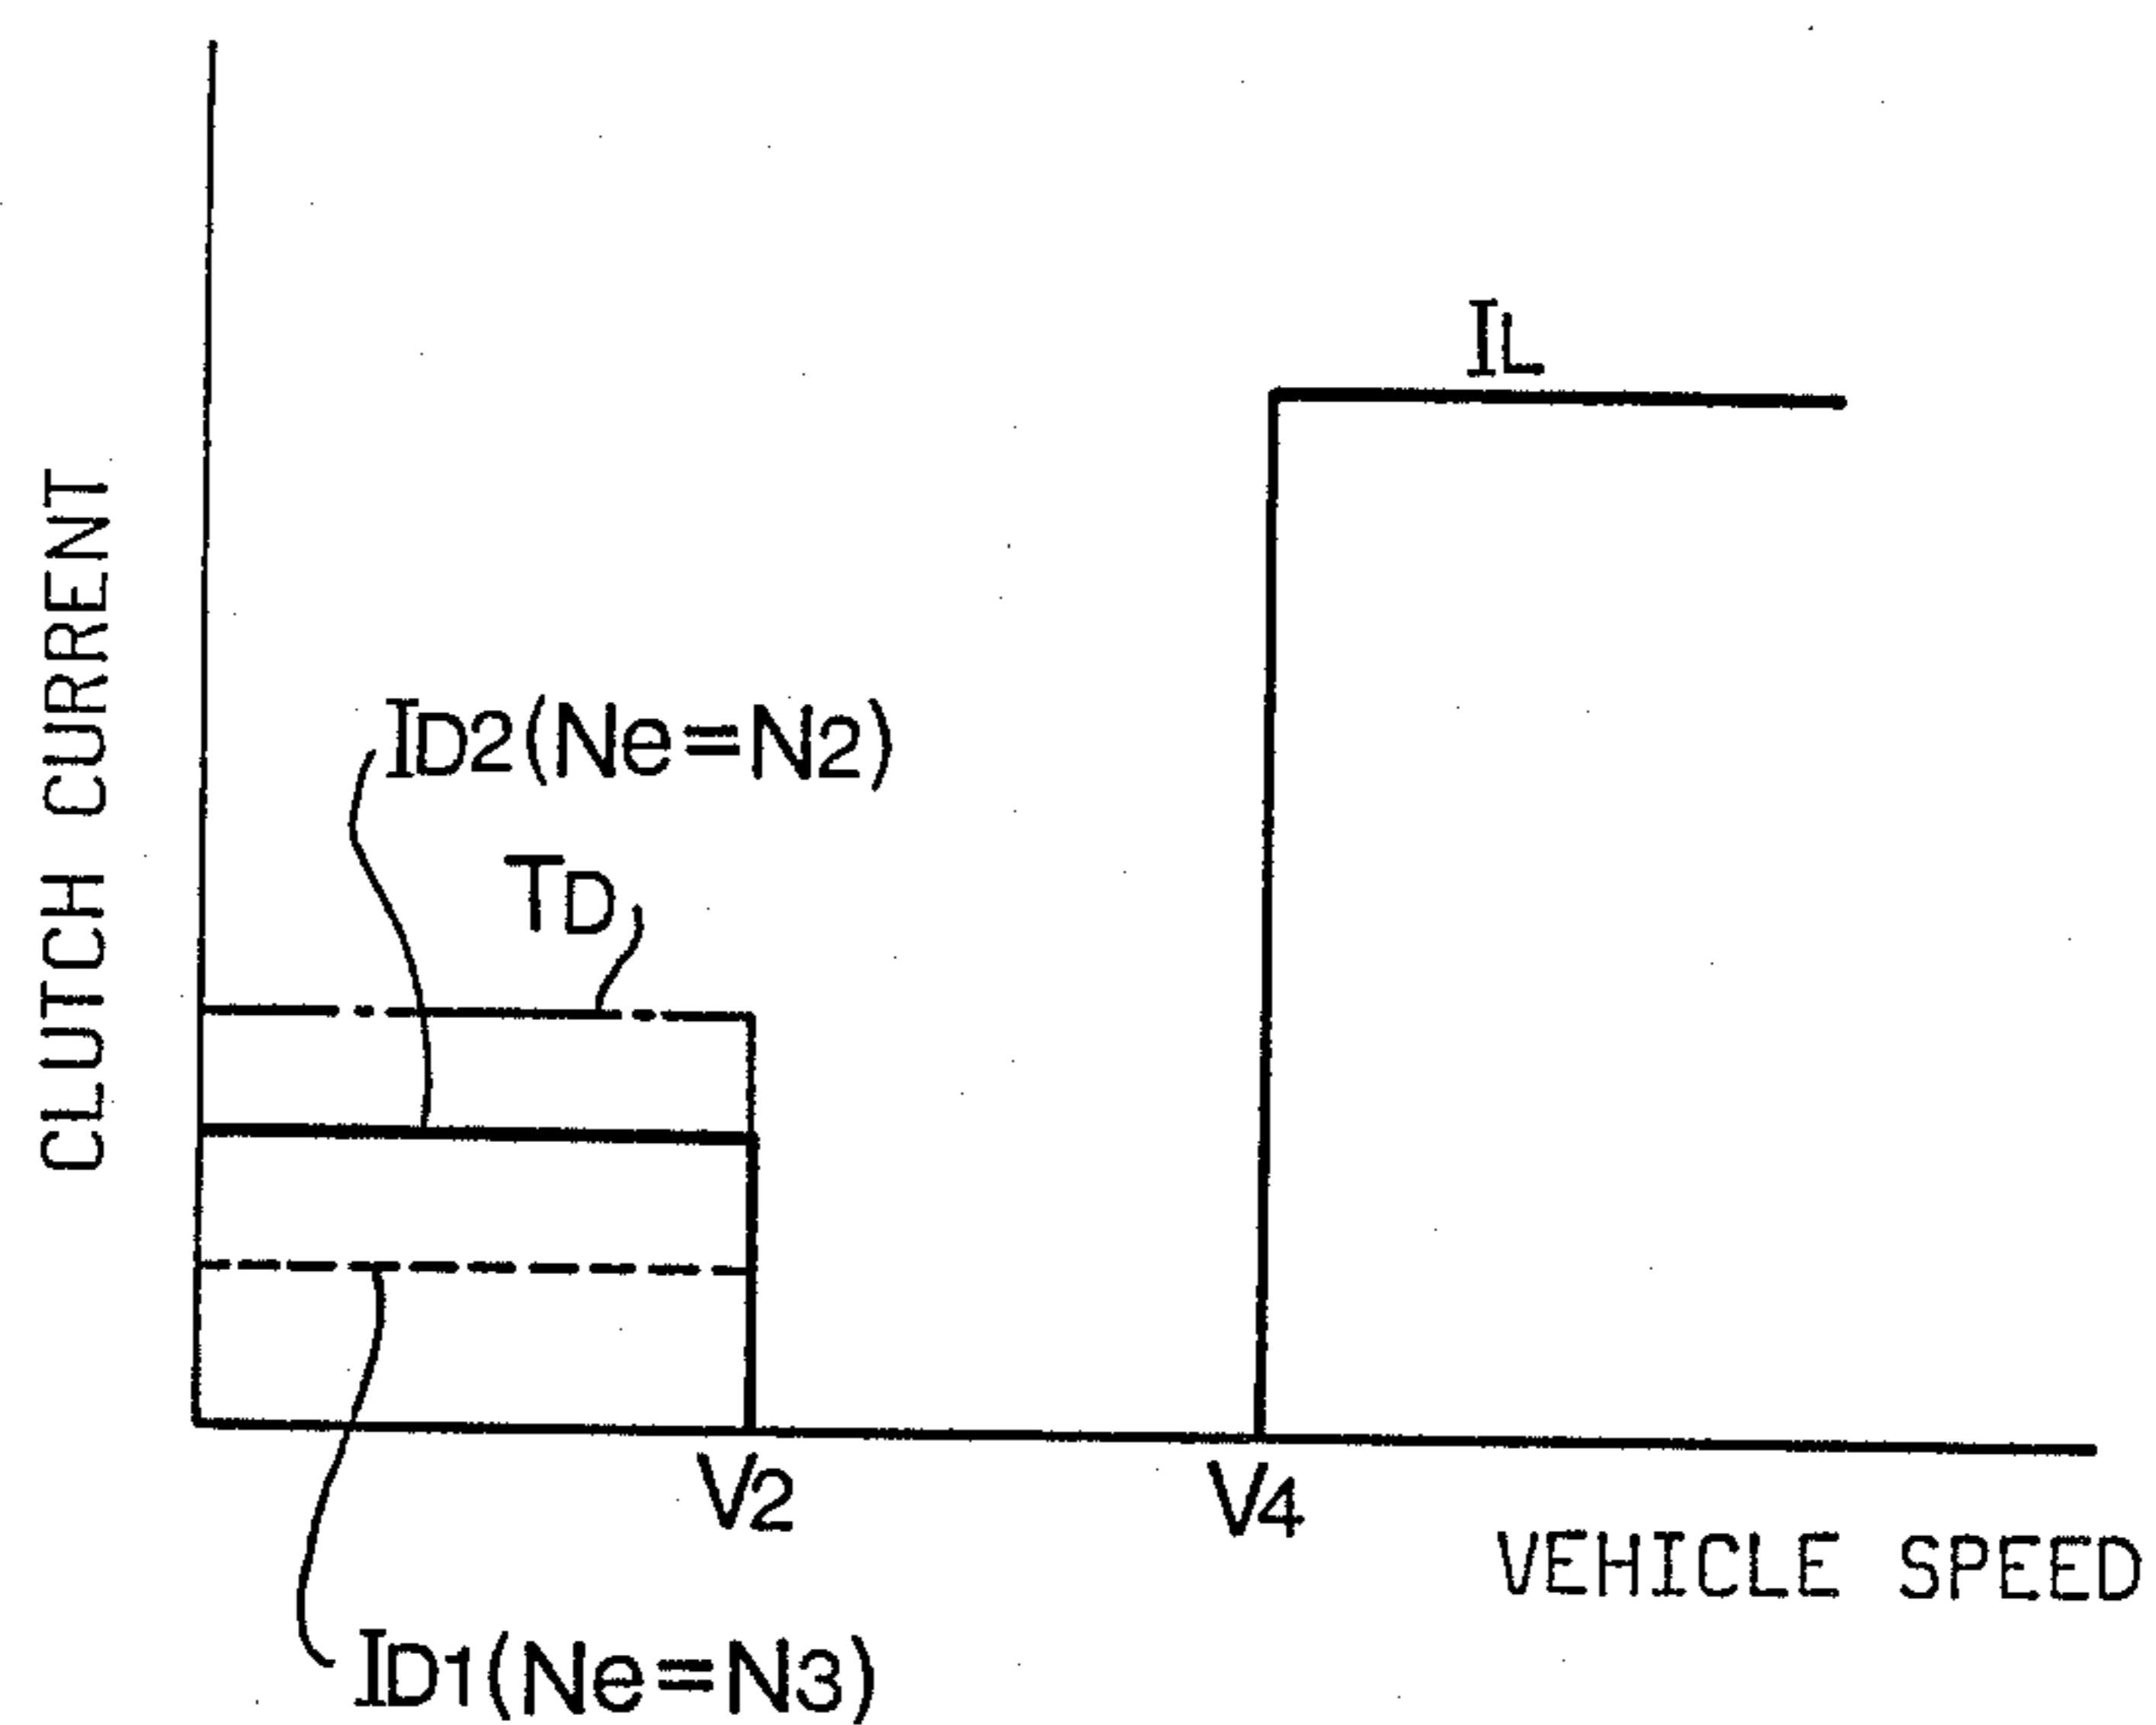 IL
CLUTCH CURRENT
ID2(Ne=N2)
TD
V2
V4
VEHICLE SPEED
ID1(Ne=N3)